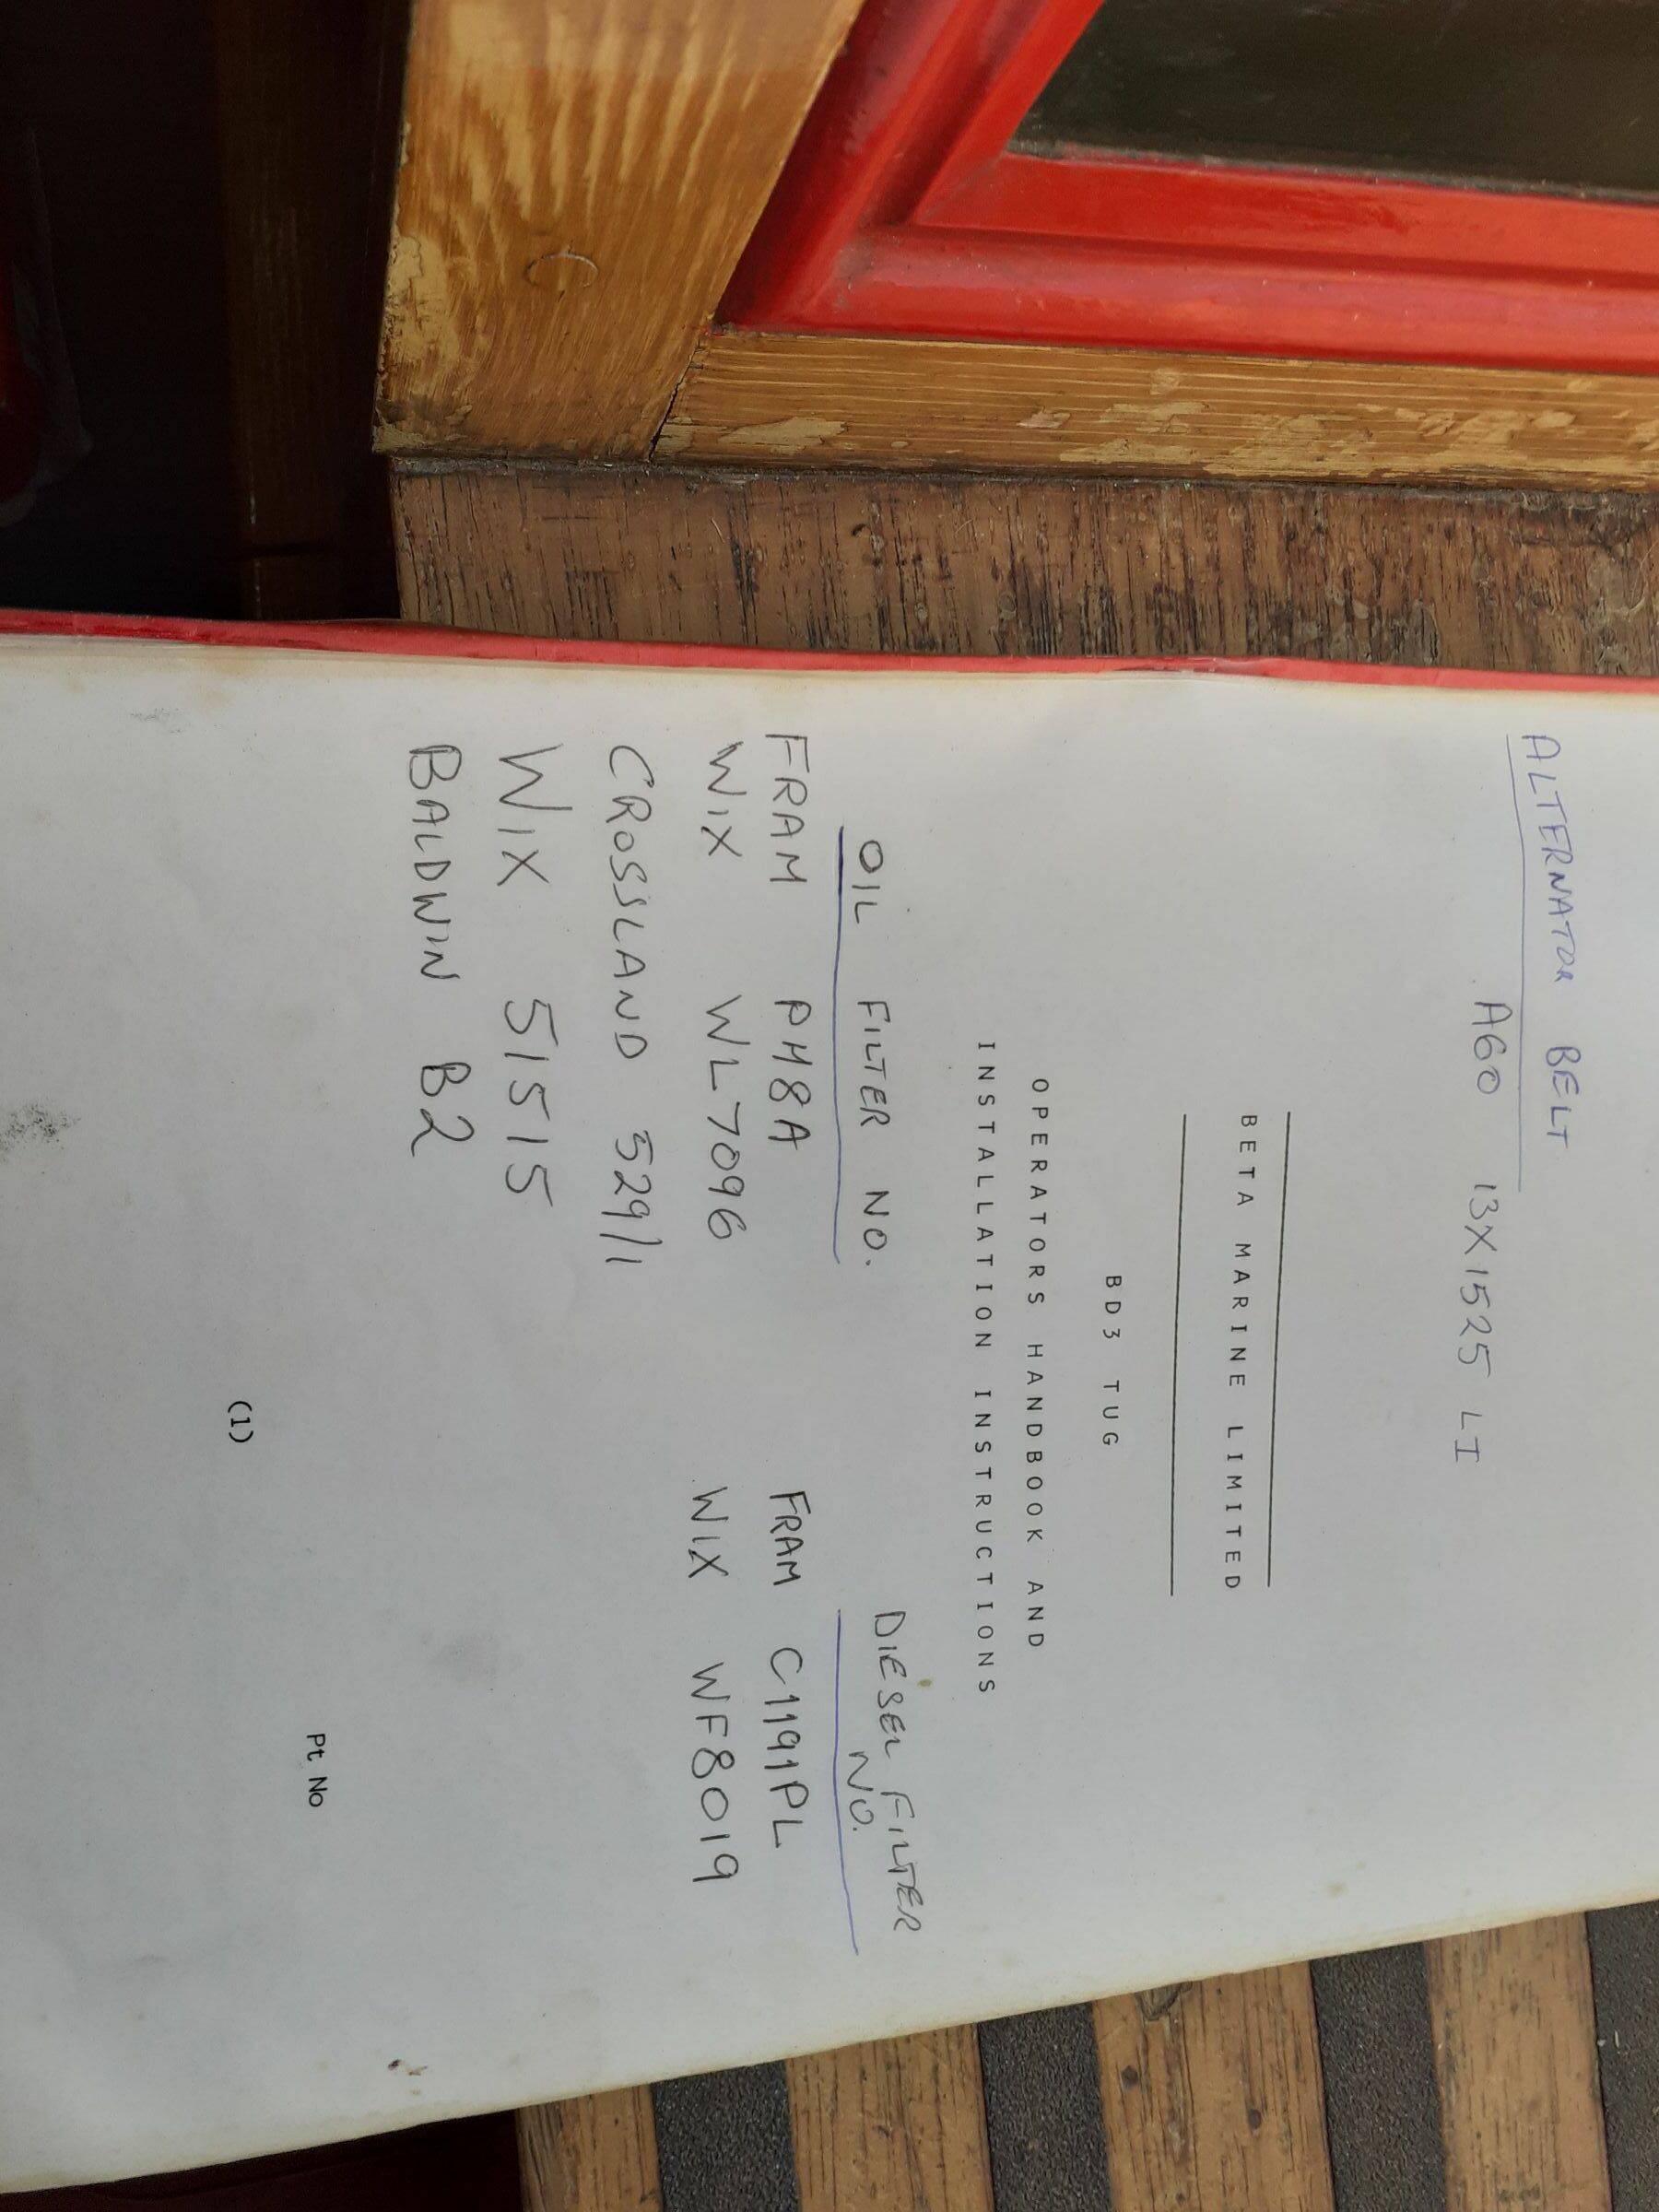 ALTERNATOR BELT
A60 13X1525 LI
BETA MARINE LIMITED
BD3 TUG
OPERATORS HANDBOOK AND
INSTALLATION INSTRUCTIONS
OIL FILTER NO.
FRAM PH8A
WIX WL7096
CROSSLAND 529/1
WIX 51515
BALDWIN B2
DIESEL FILTER
NO.
FRAM C1191PL
WIX WF8019
Pt No
(1)